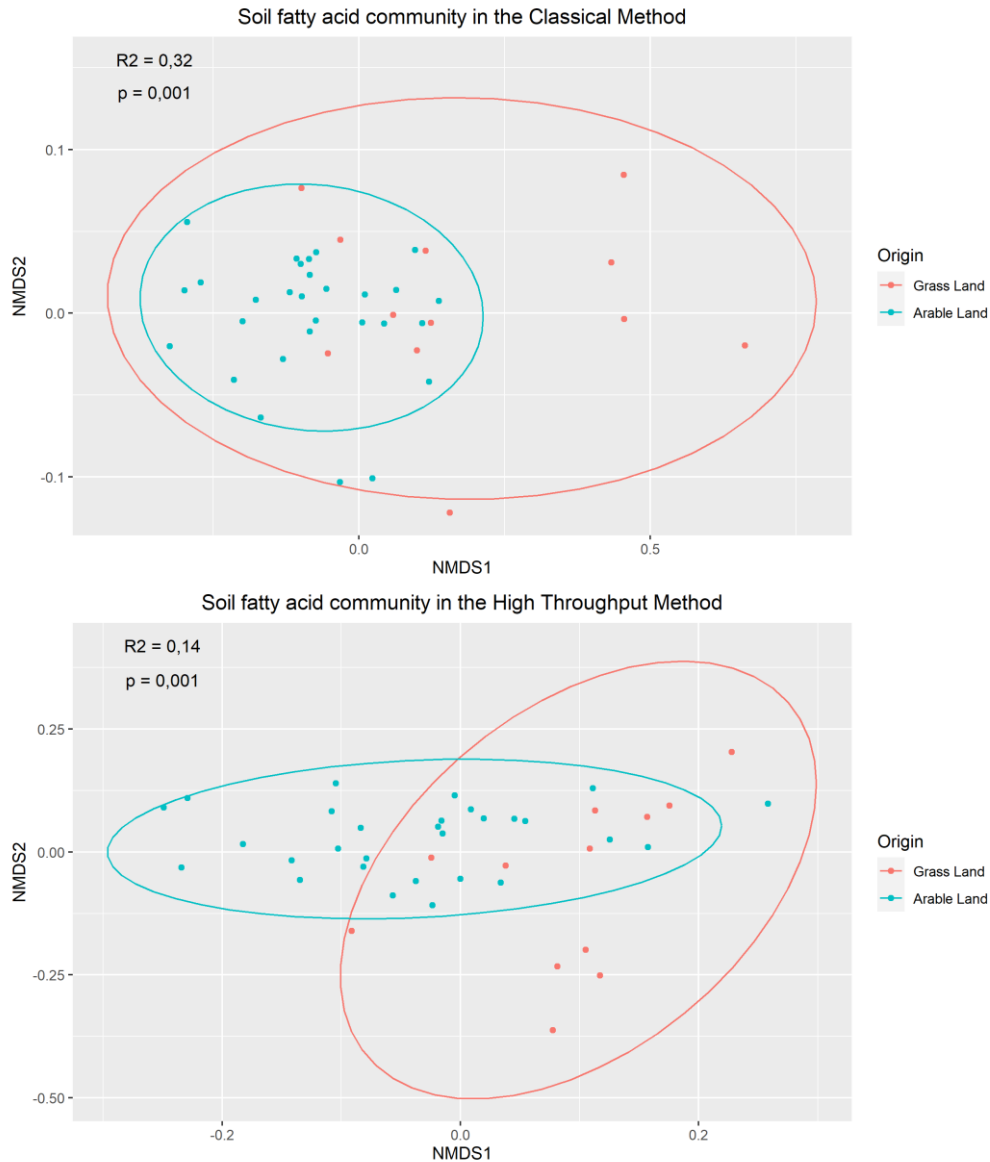 Soil fatty acid community in the Classical Method
R2 = 0,32
p = 0,001
0.1
0.0
-0.1
NMDS2
0.0
0.5
NMDS1
Origin
Grass Land
Arable Land
Soil fatty acid community in the High Throughput Method
R2 = 0,14
p = 0,001
0.25
0.00
-0.25
-0.50
NMDS2
-0.2
0.0
0.2
NMDS1
Origin
Grass Land
Arable Land